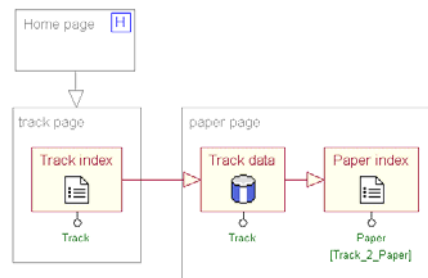 Home page H
track page
paper page
Track index
Track data
Paper index
Track
Track
Paper
[Track_2_Paper]